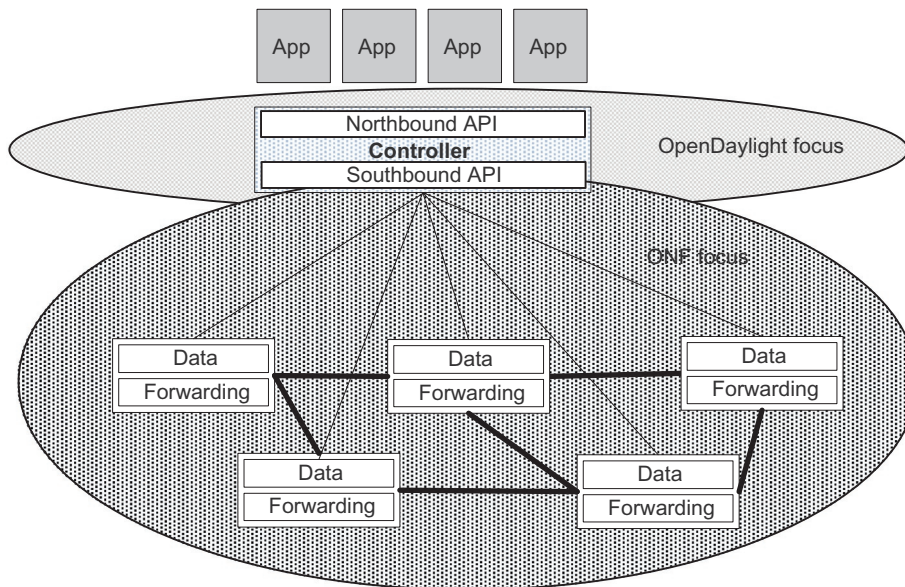 App App App App
Northbound API
Controller
OpenDaylight focus
Southbound API
ONF focus
Data
Forwarding
Data
Forwarding
Data
Forwarding
Data
Forwarding
Data
Forwarding